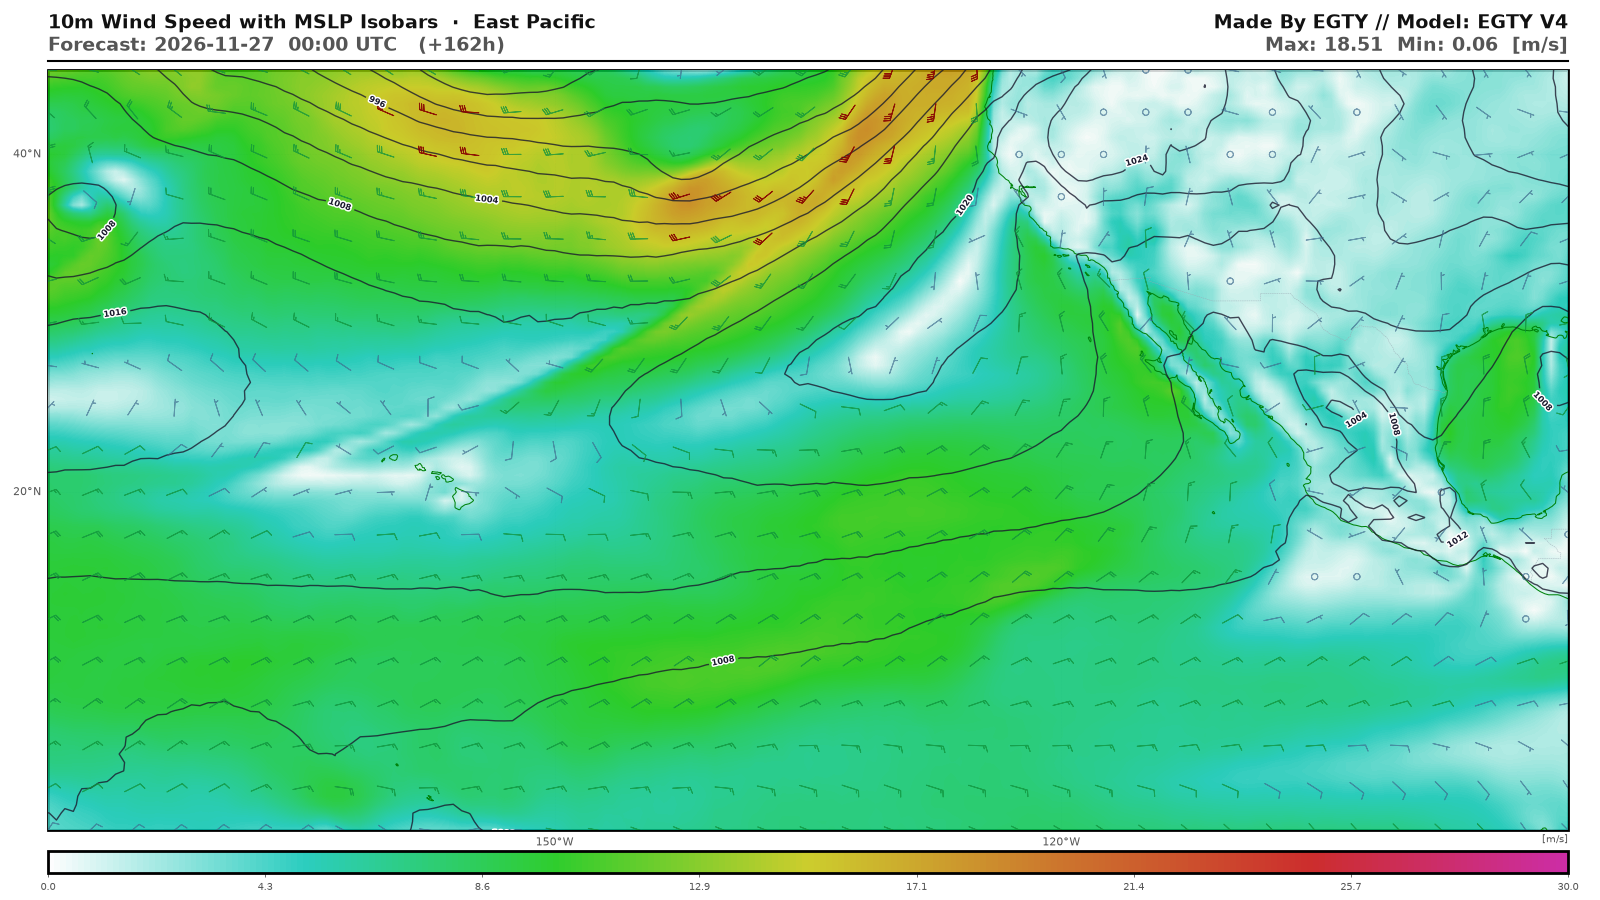 10m Wind Speed with MSLP Isobars · East Pacific
Made By EGTY // Model: EGTY V4
Forecast: 2026-11-27 00:00 UTC (+162h)
Max: 18.51 Min: 0.06 [m/s]
996
40°N
1024
1008
1004
1020
1008
1016
1008
1004
1008
20°N
1012
1008
150°W
120°W
[m/s]
0.0
4.3
8.6
12.9
17.1
21.4
25.7
30.0